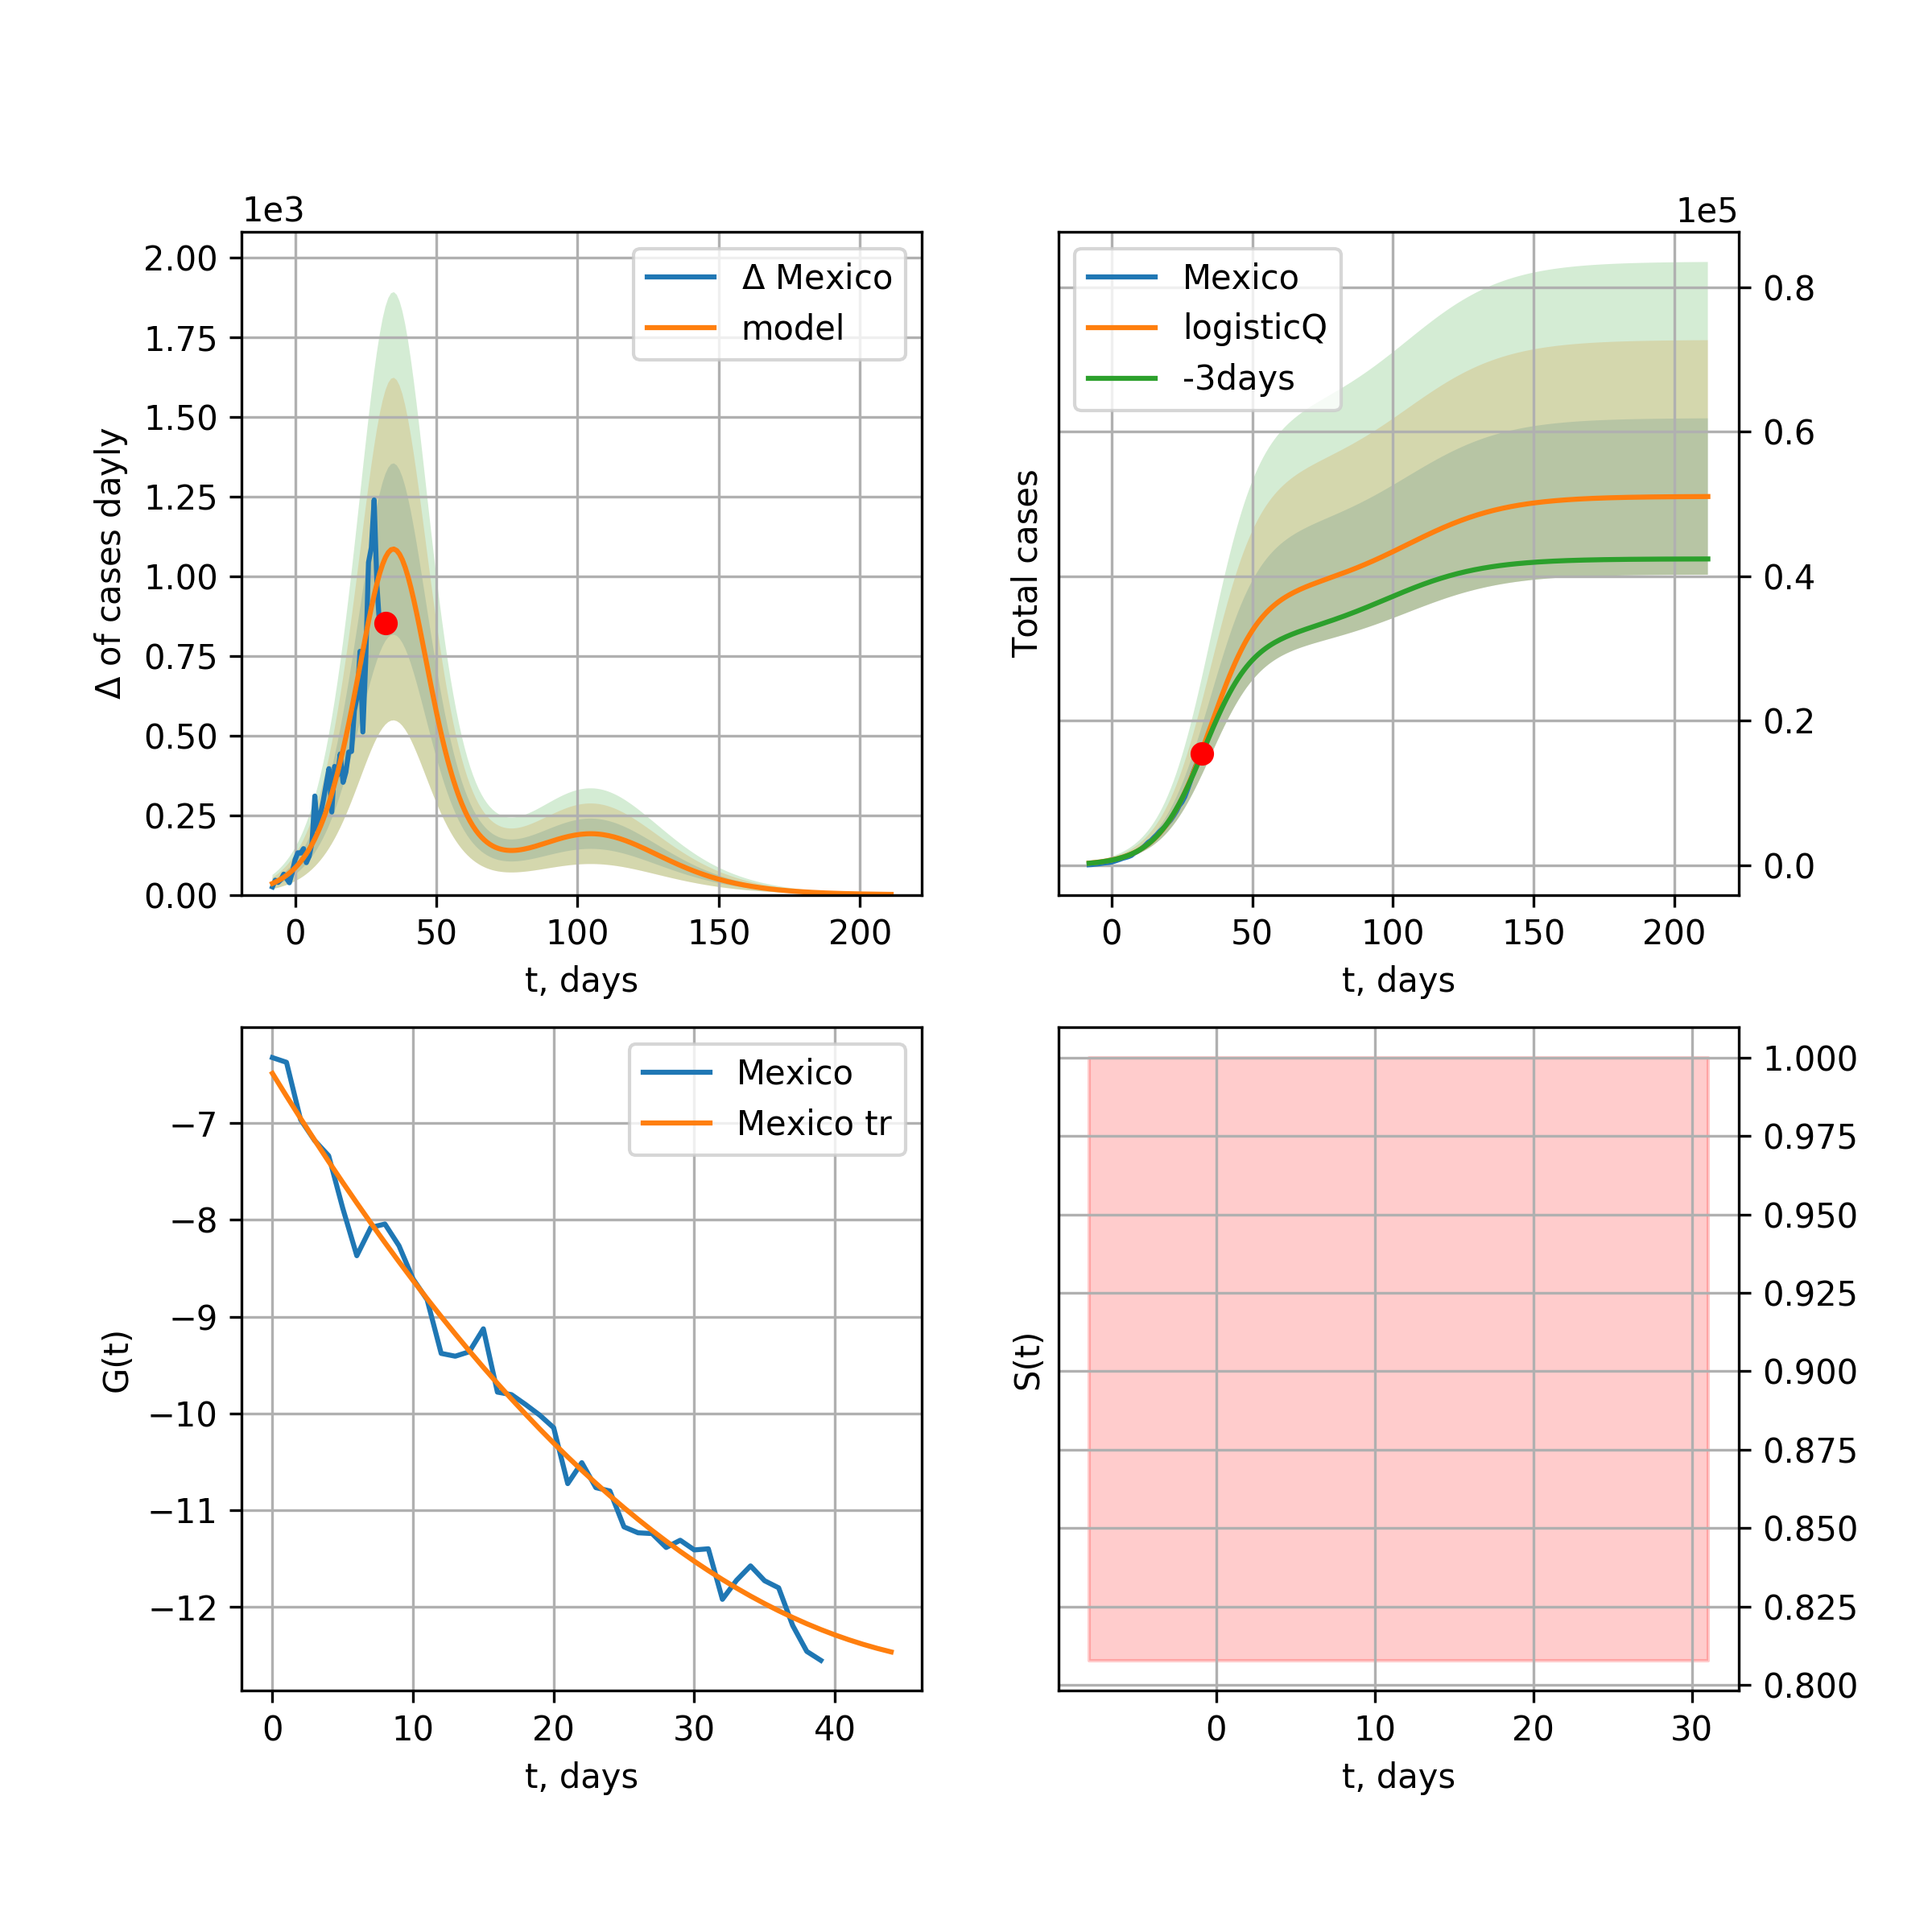 1e3
2.00
1.75
1.50
1.25
1.00
0.75
0.50
0.25
0.00
Δ of cases dayly
Δ Mexico
model
0 50 100 150 200
t, days
1e5
Mexico
logisticQ
-3days
Total cases
0.8
0.6
0.4
0.2
0.0
0 50 100 150 200
t, days
−7
−8
−9
−10
−11
−12
G(t)
Mexico
Mexico tr
0 10 20 30 40
t, days
S(t)
1.000
0.975
0.950
0.925
0.900
0.875
0.850
0.825
0.800
0 10 20 30
t, days